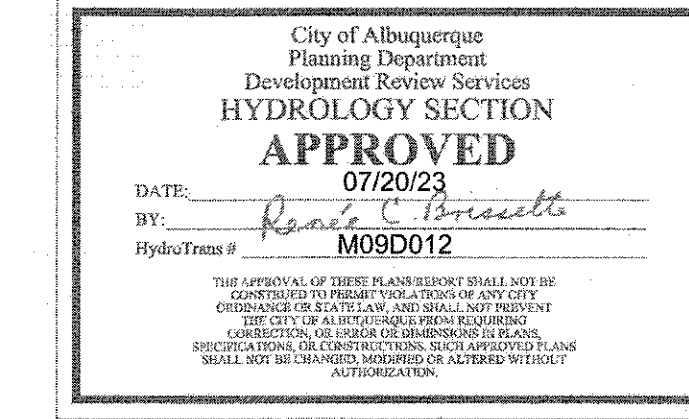 City of Albuquerque
Planning Department
Development Review Services
HYDROLOGY SECTION
APPROVED
DATE: 07/20/23
BY: Renée C. Brissette
HydroTrans # M09D012
THE APPROVAL OF THESE PLANS/REPORT SHALL NOT BE
CONSTRUED TO PERMIT VIOLATIONS OF ANY CITY
ORDINANCE OR STATE LAW, AND SHALL NOT PREVENT
THE CITY OF ALBUQUERQUE FROM REQUIRING
CORRECTION, OR ERROR OR DIMENSIONS IN PLANS,
SPECIFICATIONS, OR CONSTRUCTIONS. SUCH APPROVED PLANS
SHALL NOT BE CHANGED, MODIFIED OR ALTERED WITHOUT
AUTHORIZATION.